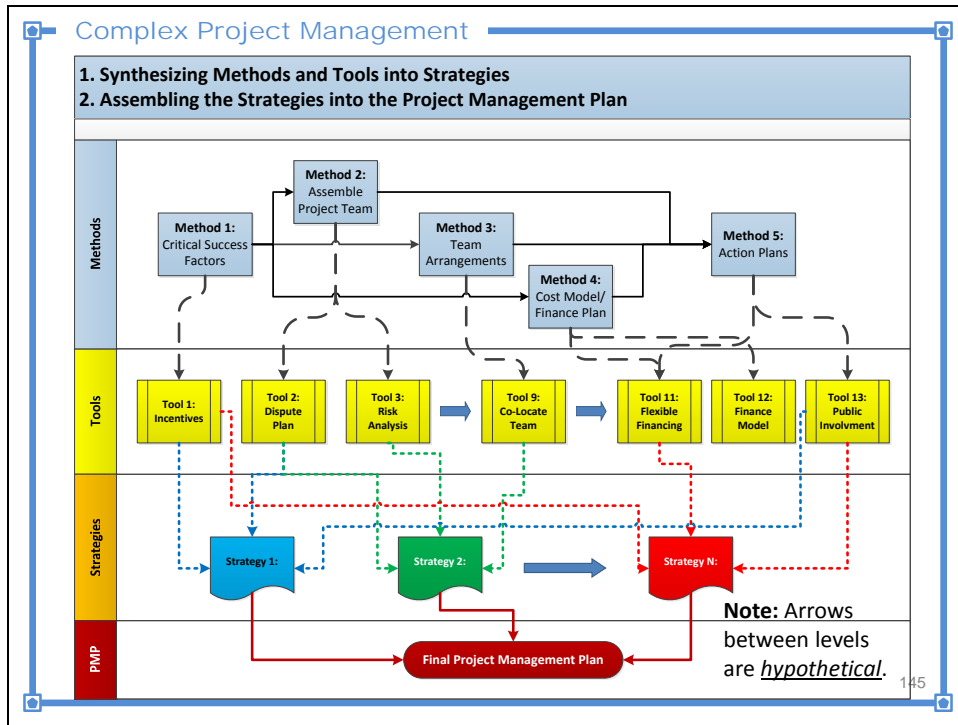 Complex Project Management
1. Synthesizing Methods and Tools into Strategies
2. Assembling the Strategies into the Project Management Plan
Methods
Method 1:
Critical Success
Factors
Method 2:
Assemble
Project Team
Method 3:
Team
Arrangements
Method 4:
Cost Model/
Finance Plan
Method 5:
Action Plans
Tools
Tool 1:
Incentives
Tool 2:
Dispute
Plan
Tool 3:
Risk
Analysis
Tool 9:
Co-Locate
Team
Tool 11:
Flexible
Financing
Tool 12:
Finance
Model
Tool 13:
Public
Involvment
Strategies
Strategy 1:
Strategy 2:
Strategy N:
PMP
Final Project Management Plan
Note: Arrows
between levels
are hypothetical.
145